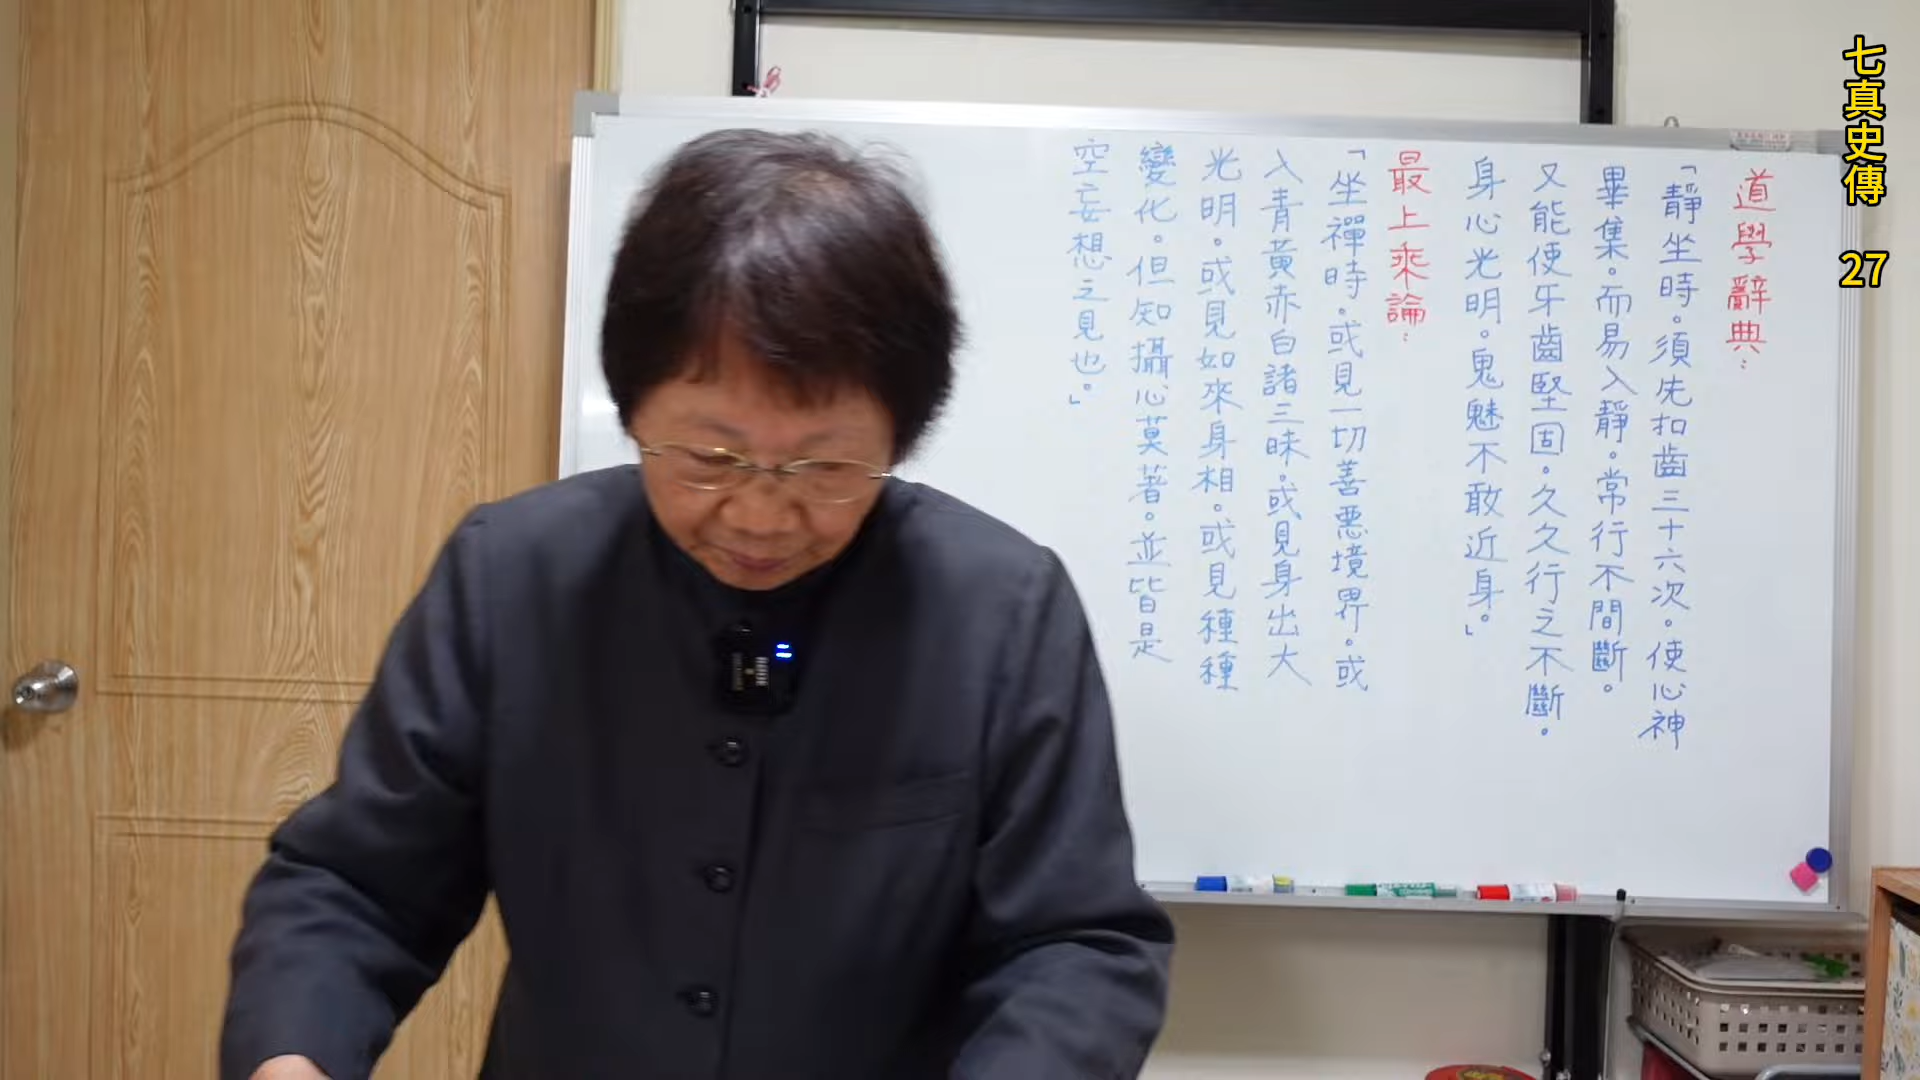 七真史傳 27
道學辭典：
「靜坐時。須先扣齒三十六次。使心神
畢集。而易入靜。常行不間斷。
又能使牙齒堅固。久久行之不斷。
身心光明。鬼魅不敢近身。」
最上乘論：
「坐禪時。或見一切善惡境界。或
入青黃赤白諸三昧。或見身出大
光明。或見如來身相。或見種種
變化。但知攝心莫著。並皆是
空妄想之見也。」